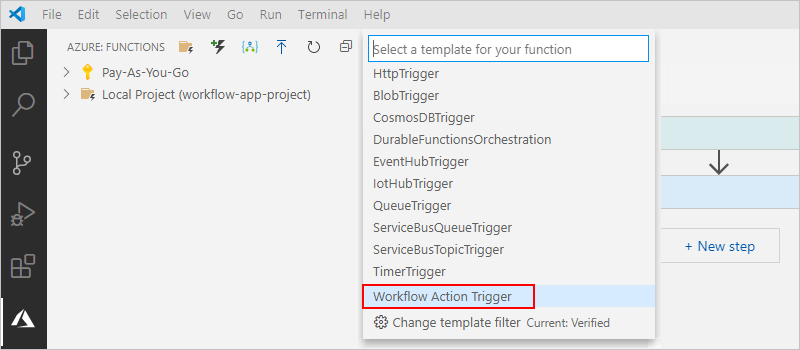 File Edit Selection View Go Run Terminal Help
AZURE: FUNCTIONS
Pay-As-You-Go
Local Project (workflow-app-project)
Select a template for your function
HttpTrigger
BlobTrigger
CosmosDBTrigger
DurableFunctionsOrchestration
EventHubTrigger
IotHubTrigger
QueueTrigger
ServiceBusQueueTrigger
ServiceBusTopicTrigger
TimerTrigger
Workflow Action Trigger
Change template filter Current: Verified
+ New step